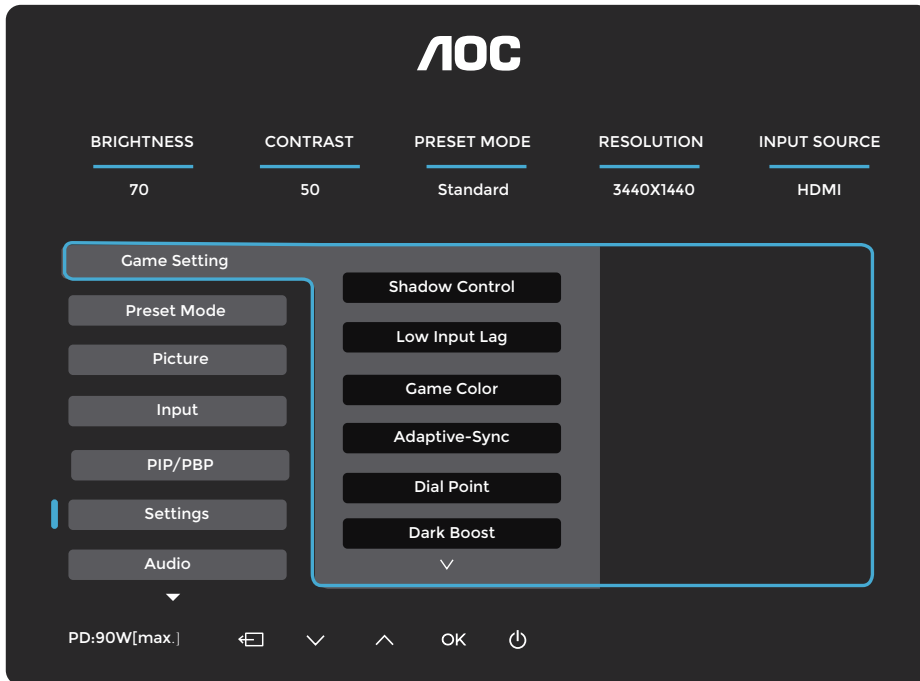 AOC
BRIGHTNESS CONTRAST PRESET MODE RESOLUTION INPUT SOURCE
70 50 Standard 3440X1440 HDMI
Game Setting
Preset Mode
Picture
Input
PIP/PBP
Settings
Audio
Shadow Control
Low Input Lag
Game Color
Adaptive-Sync
Dial Point
Dark Boost
PD:90W[max.] OK